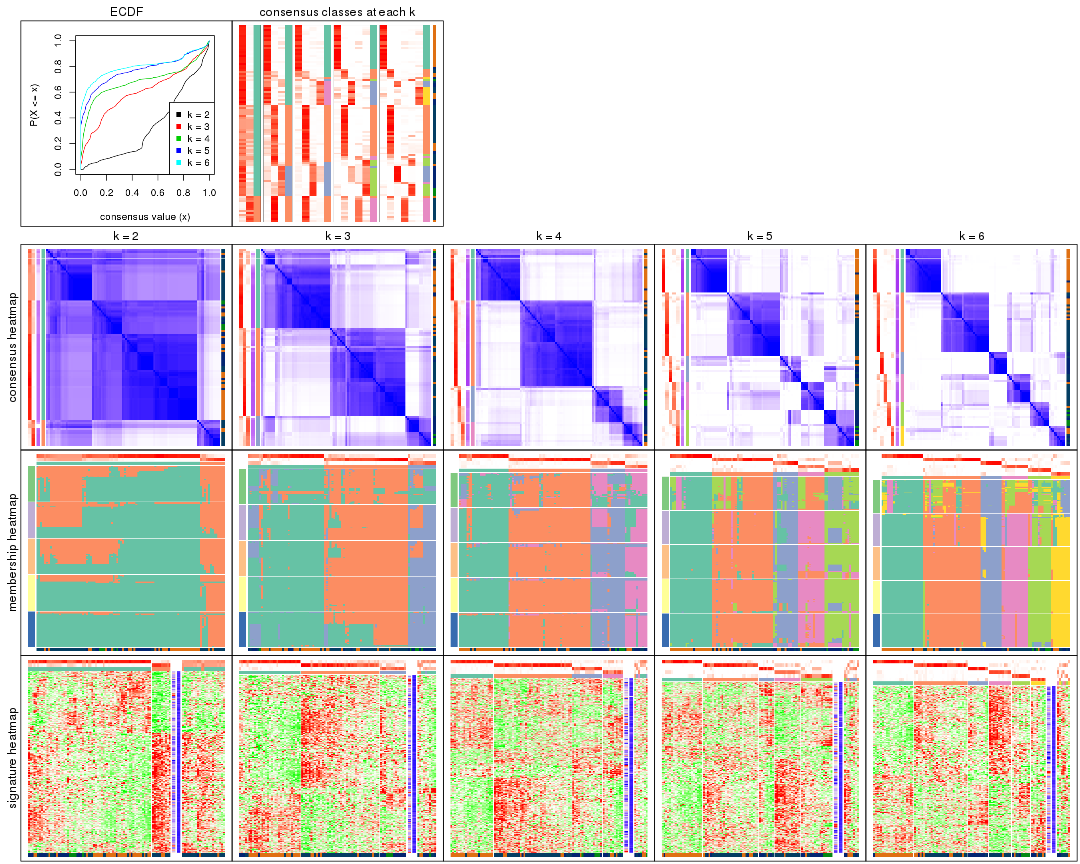 ECDF
consensus classes at each k
P(X <= x)
0.0 0.2 0.4 0.6 0.8 1.0
k = 2
k = 3
k = 4
k = 5
k = 6
0.0 0.2 0.4 0.6 0.8 1.0
consensus value (x)
k = 2 k = 3 k = 4 k = 5 k = 6
consensus heatmap
membership heatmap
signature heatmap